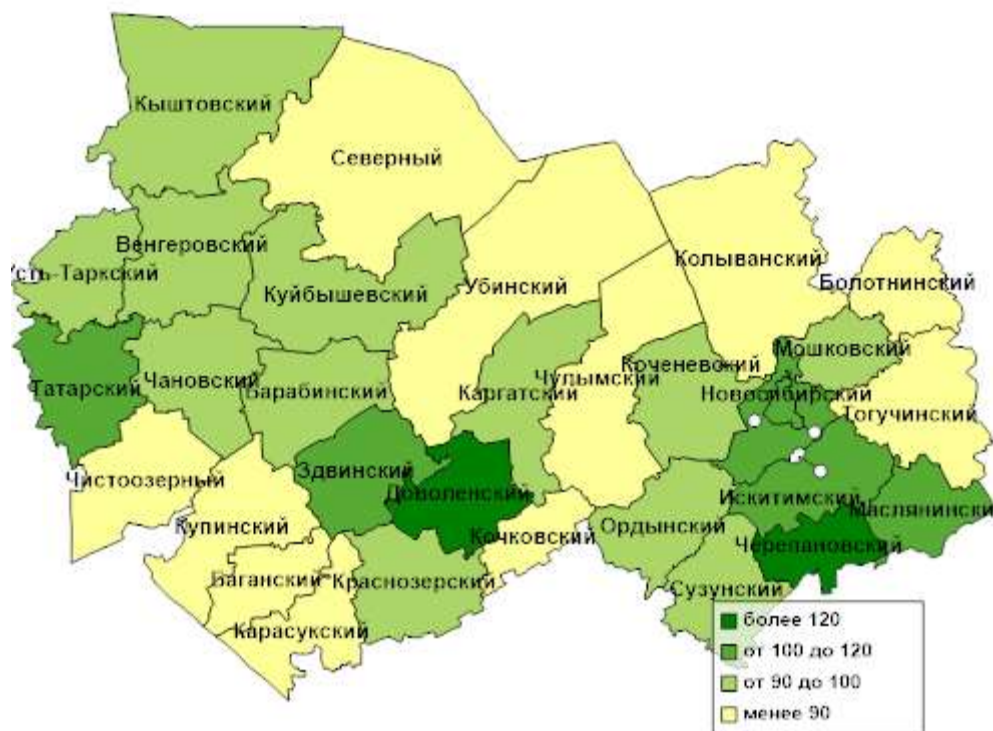 Кыштовский
Северный
Венгеровский
Колыванский
Усть-Таркский
Болотнинский
Куйбышевский
Убинский
Мошковский
Коченевский
Татарский
Чановский
Барабинский
Каргатский
Чулымский
Новосибирский
Тогучинский
Чистоозерный
Здвинский
Доволенский
Искитимский
Маслянински
Купинский
Кочковский
Ордынский
Черепановский
Баганский
Краснозерский
Сузунский
Карасукский
более 120
от 100 до 120
от 90 до 100
менее 90